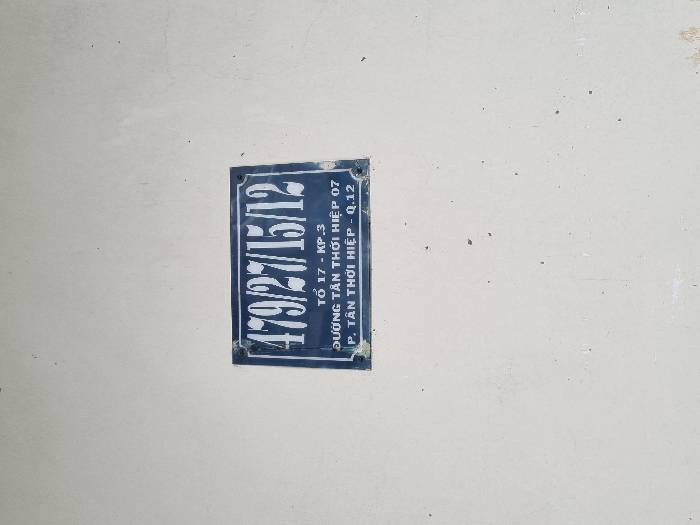 479/27/15/12
TỔ 17 - KP.3
ĐƯỜNG TÂN THỚI HIỆP 07
P. TÂN THỚI HIỆP - Q.12